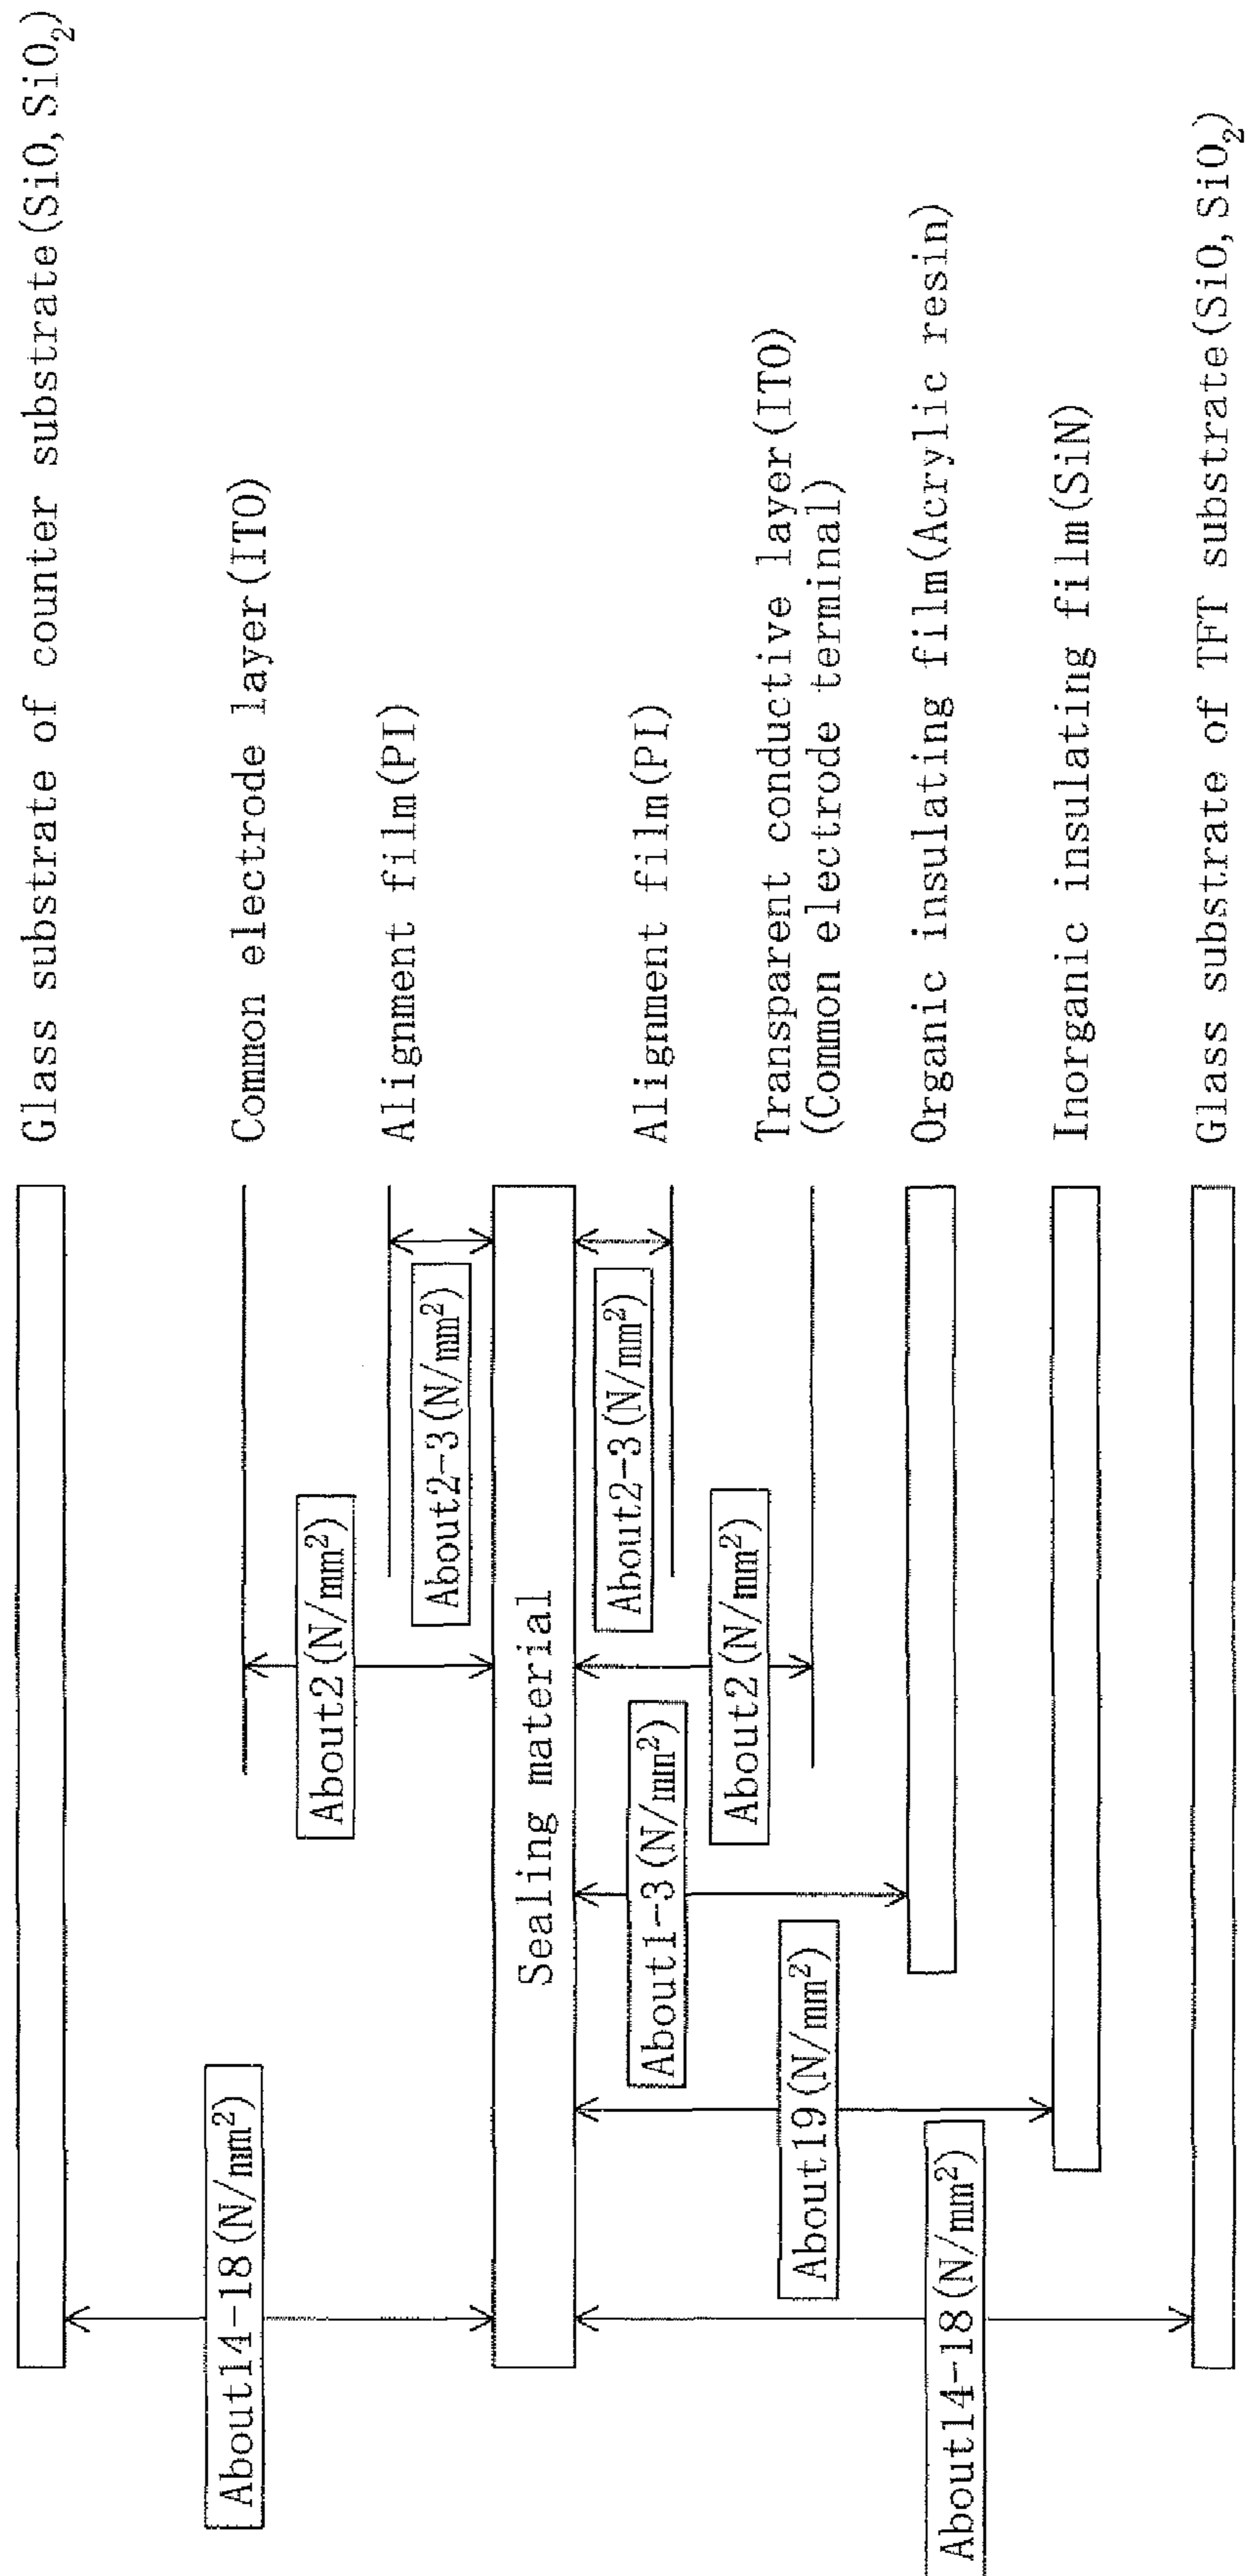 Glass substrate of counter substrate(SiO, SiO₂)
Common electrode layer(ITO)
Alignment film(PI)
Alignment film(PI)
Transparent conductive layer(ITO)
(Common electrode terminal)
Organic insulating film(Acrylic resin)
Inorganic insulating film(SiN)
Glass substrate of TFT substrate(SiO, SiO₂)
About14-18(N/mm²)
About2(N/mm²)
About2-3(N/mm²)
Sealing material
About2-3(N/mm²)
About1-3(N/mm²)
About2(N/mm²)
About19(N/mm²)
About14-18(N/mm²)